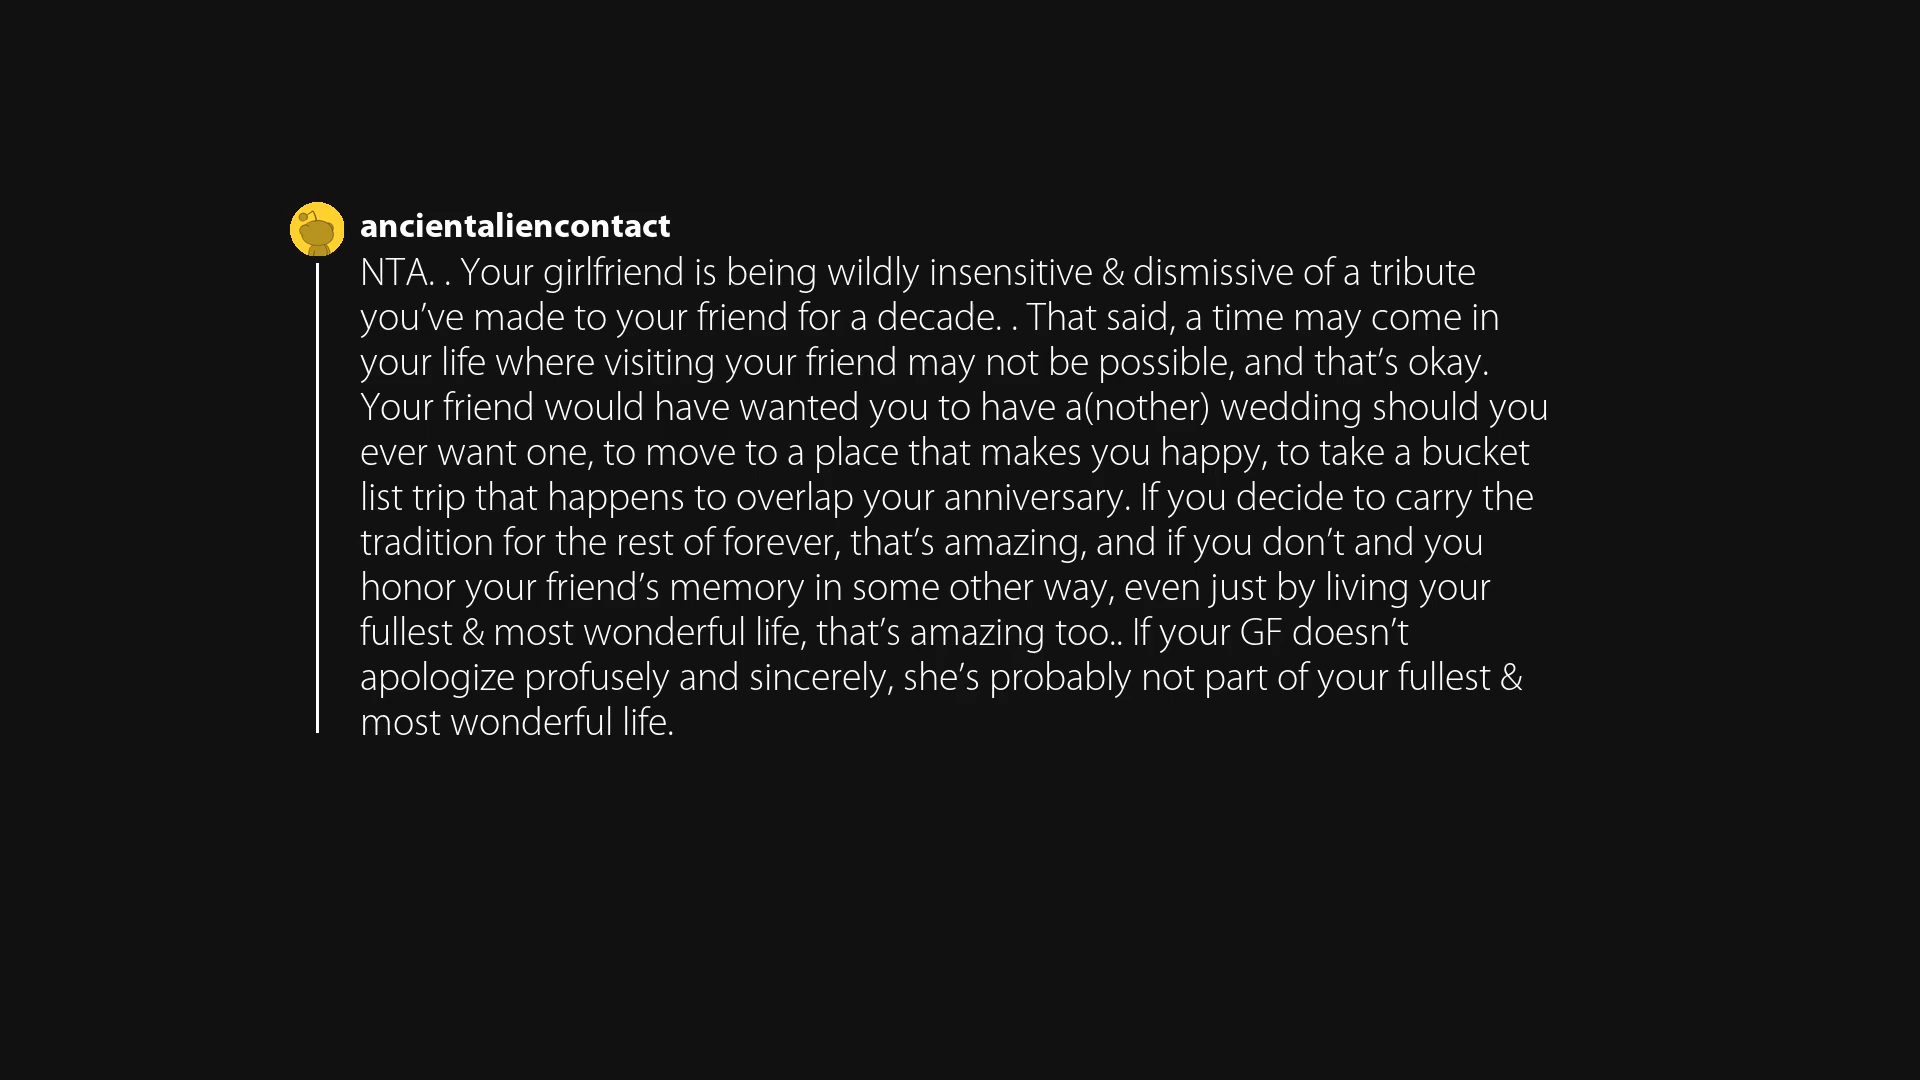 ancientaliencontact
NTA. . Your girlfriend is being wildly insensitive & dismissive of a tribute
you’ve made to your friend for a decade. . That said, a time may come in
your life where visiting your friend may not be possible, and that’s okay.
Your friend would have wanted you to have a(nother) wedding should you
ever want one, to move to a place that makes you happy, to take a bucket
list trip that happens to overlap your anniversary. If you decide to carry the
tradition for the rest of forever, that’s amazing, and if you don’t and you
honor your friend’s memory in some other way, even just by living your
fullest & most wonderful life, that’s amazing too.. If your GF doesn’t
apologize profusely and sincerely, she’s probably not part of your fullest &
most wonderful life.